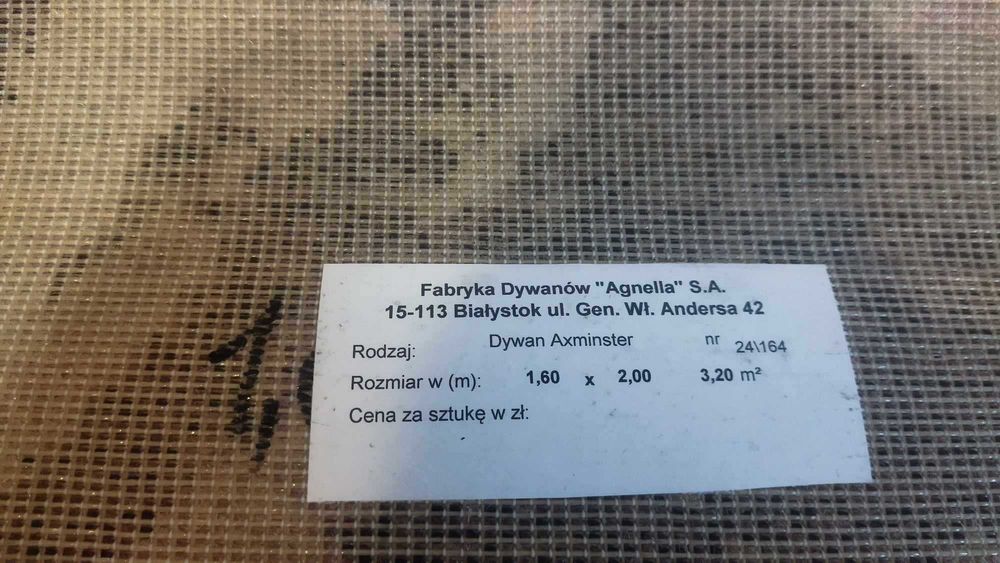 Fabryka Dywanów "Agnella" S.A.
15-113 Białystok ul. Gen. Wł. Andersa 42
Rodzaj: Dywan Axminster nr 24\164
Rozmiar w (m): 1,60 x 2,00 3,20 m²
Cena za sztukę w zł: